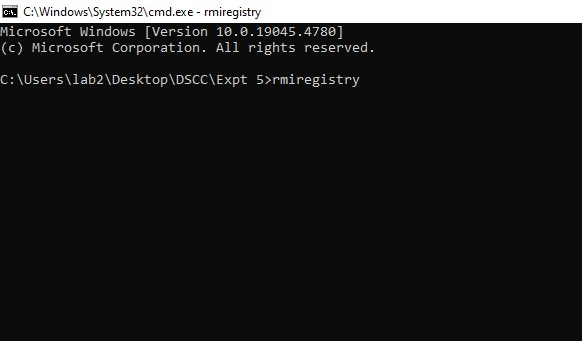 C:\Windows\System32\cmd.exe - rmiregistry
Microsoft Windows [Version 10.0.19045.4780]
(c) Microsoft Corporation. All rights reserved.
C:\Users\lab2\Desktop\DSCC\Expt 5>rmiregistry